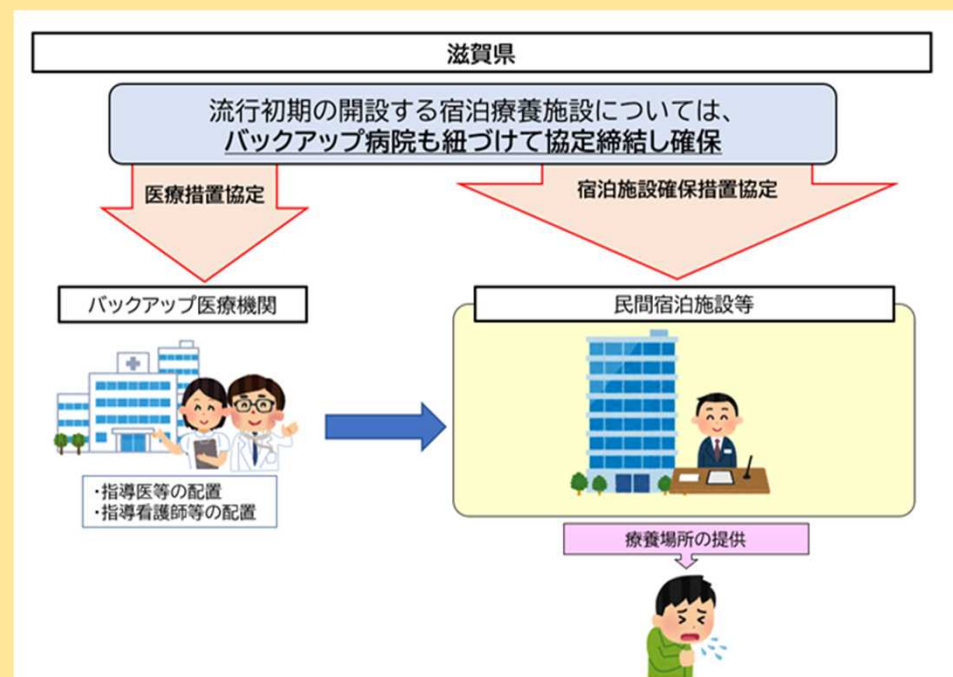 滋賀県
流行初期の開設する宿泊療養施設については、
バックアップ病院も紐づけて協定締結し確保
医療措置協定
宿泊施設確保措置協定
バックアップ医療機関
民間宿泊施設等
・指導医等の配置
・指導看護師等の配置
療養場所の提供